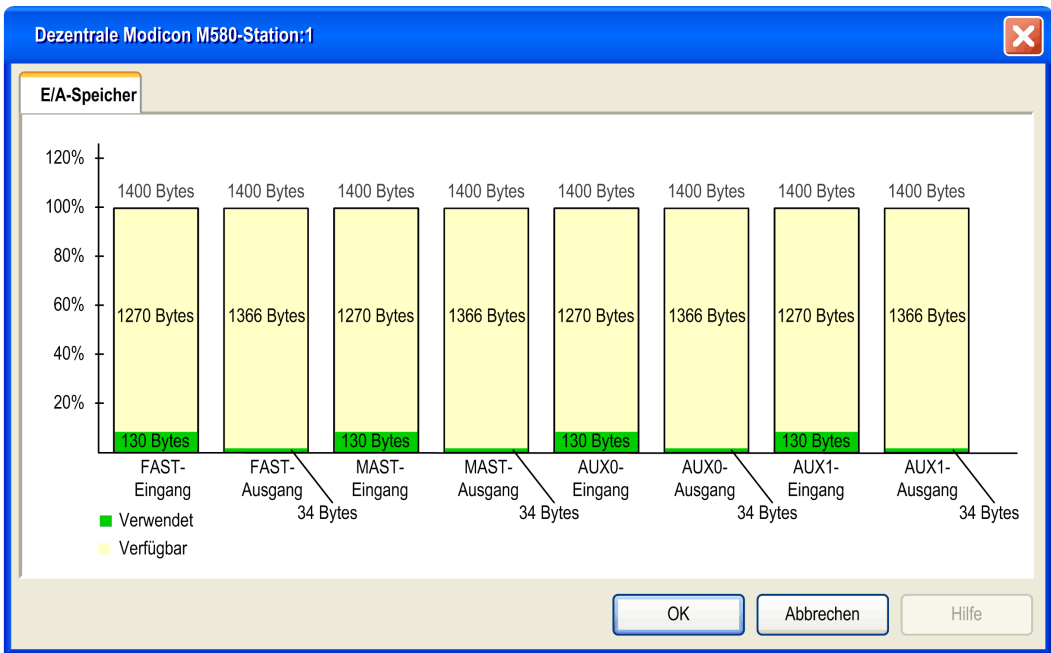 Dezentrale Modicon M580-Station:1
E/A-Speicher
120%
1400 Bytes 1400 Bytes 1400 Bytes 1400 Bytes 1400 Bytes 1400 Bytes 1400 Bytes 1400 Bytes
100%
80%
60%
1270 Bytes 1366 Bytes 1270 Bytes 1366 Bytes 1270 Bytes 1366 Bytes 1270 Bytes 1366 Bytes
40%
20%
130 Bytes 130 Bytes 130 Bytes 130 Bytes
FAST- FAST- MAST- MAST- AUX0- AUX0- AUX1- AUX1-
Eingang Ausgang Eingang Ausgang Eingang Ausgang Eingang Ausgang
34 Bytes 34 Bytes 34 Bytes 34 Bytes
Verwendet
Verfügbar
OK Abbrechen Hilfe